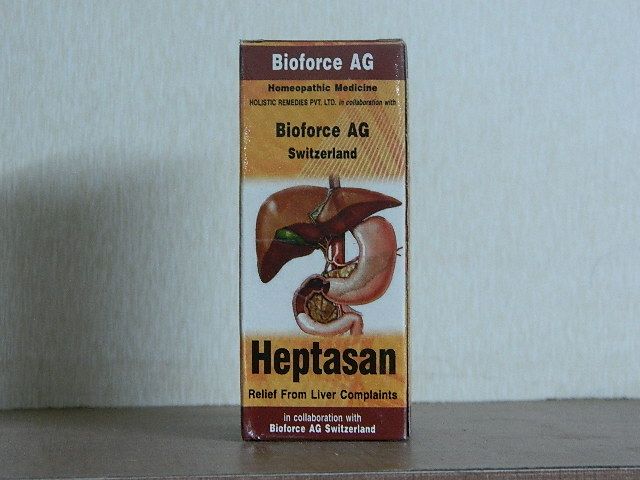 Bioforce AG
Homeopathic Medicine
HOLISTIC REMEDIES PVT. LTD. in collaboration with
Bioforce AG
Switzerland
Heptasan
Relief From Liver Complaints
in collaboration with
Bioforce AG Switzerland